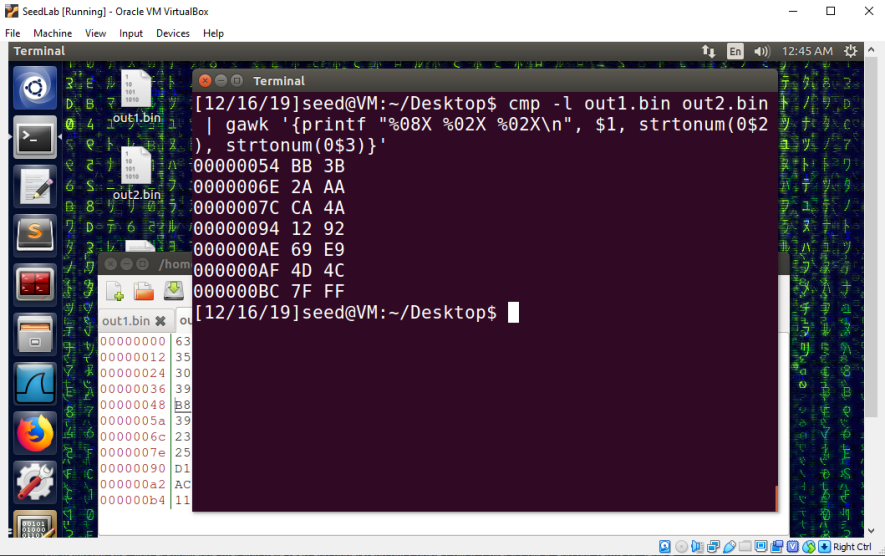 SeedLab [Running] - Oracle VM VirtualBox
File Machine View Input Devices Help
Terminal
En
12:45 AM
out1.bin
out2.bin
Terminal
[12/16/19]seed@VM:~/Desktop$ cmp -l out1.bin out2.bin
 | gawk '{printf "%08X %02X %02X\n", $1, strtonum(0$2
), strtonum(0$3)}'
00000054 BB 3B
0000006E 2A AA
0000007C CA 4A
00000094 12 92
000000AE 69 E9
000000AF 4D 4C
000000BC 7F FF
[12/16/19]seed@VM:~/Desktop$
/hom
out1.bin
ou
00000000 63
00000012 35
00000024 30
00000036 39
00000048 B8
0000005a 39
0000006c 23
0000007e 25
00000090 D1
000000a2 AC
000000b4 11
Right Ctrl